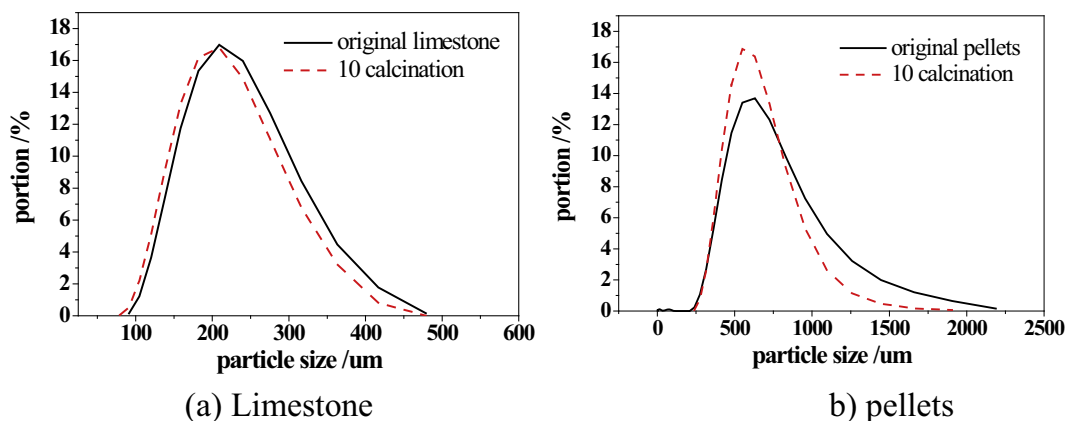 18
16
14
12
10
8
6
4
2
0
portion /%
original limestone
10 calcination
100 200 300 400 500 600
particle size /um
(a) Limestone
18
16
14
12
10
8
6
4
2
0
portion /%
original pellets
10 calcination
0 500 1000 1500 2000 2500
particle size /um
b) pellets